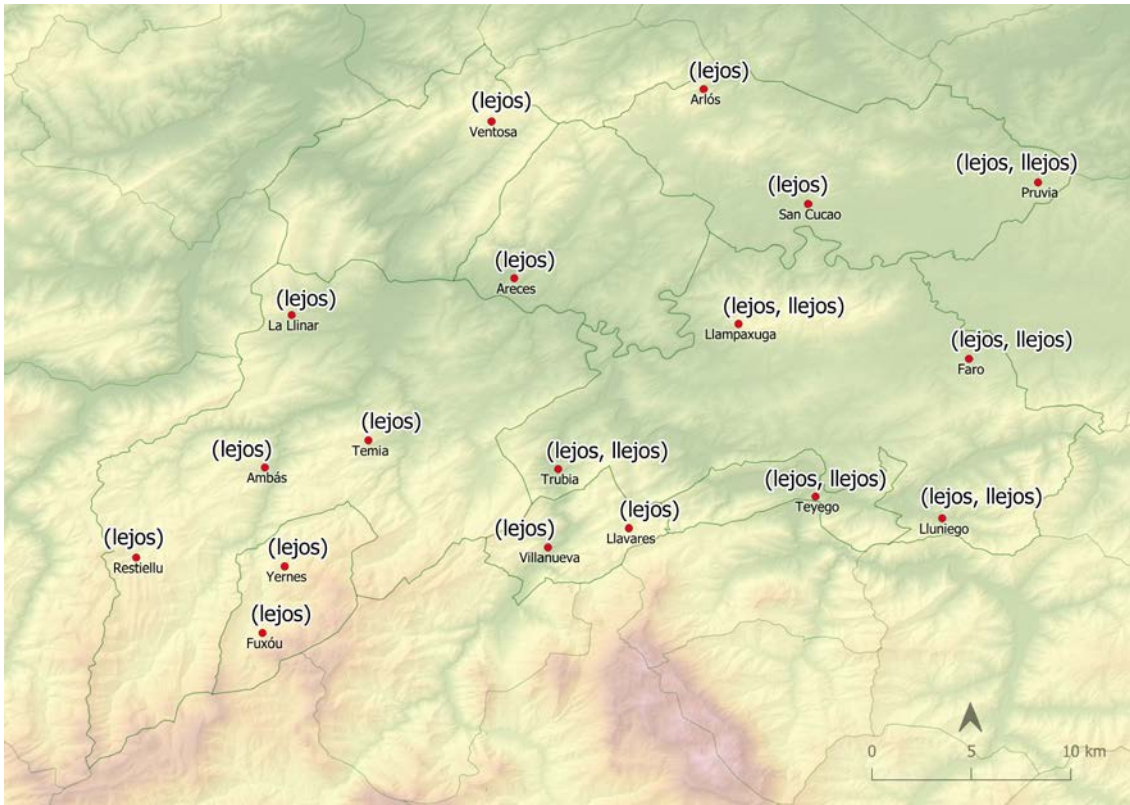 (lejos)
Arlós
(lejos)
Ventosa
(lejos, llejos)
Pruvia
(lejos)
San Cucao
(lejos)
Areces
(lejos)
La Llinar
(lejos, llejos)
Llampaxuga
(lejos, llejos)
Faro
(lejos)
Temia
(lejos)
Ambás
(lejos, llejos)
Trubia
(lejos, llejos)
Teyego
(lejos, llejos)
Lluniego
(lejos)
Llavares
(lejos)
Villanueva
(lejos)
Restiellu
(lejos)
Yernes
(lejos)
Fuxóu
0 5 10 km